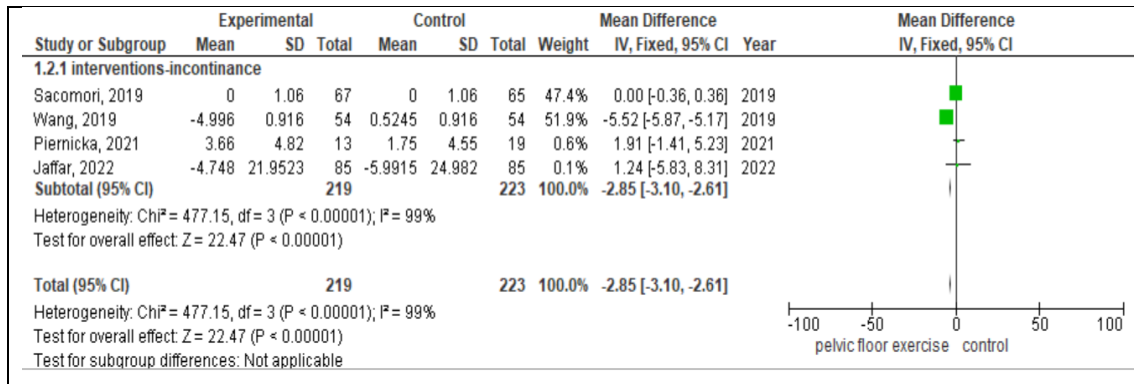 Experimental Control Mean Difference Mean Difference
Study or Subgroup Mean SD Total Mean SD Total Weight IV, Fixed, 95% CI Year IV, Fixed, 95% CI
1.2.1 interventions-incontinance
Sacomori, 2019 0 1.06 67 0 1.06 65 47.4% 0.00 [-0.36, 0.36] 2019
Wang, 2019 -4.996 0.916 54 0.5245 0.916 54 51.9% -5.52 [-5.87, -5.17] 2019
Piernicka, 2021 3.66 4.82 13 1.75 4.55 19 0.6% 1.91 [-1.41, 5.23] 2021
Jaffar, 2022 -4.748 21.9523 85 -5.9915 24.982 85 0.1% 1.24 [-5.83, 8.31] 2022
Subtotal (95% CI) 219 223 100.0% -2.85 [-3.10, -2.61]
Heterogeneity: Chi² = 477.15, df = 3 (P < 0.00001); I² = 99%
Test for overall effect: Z = 22.47 (P < 0.00001)
Total (95% CI) 219 223 100.0% -2.85 [-3.10, -2.61]
Heterogeneity: Chi² = 477.15, df = 3 (P < 0.00001); I² = 99%
Test for overall effect: Z = 22.47 (P < 0.00001)
Test for subgroup differences: Not applicable
-100 -50 0 50 100
pelvic floor exercise control